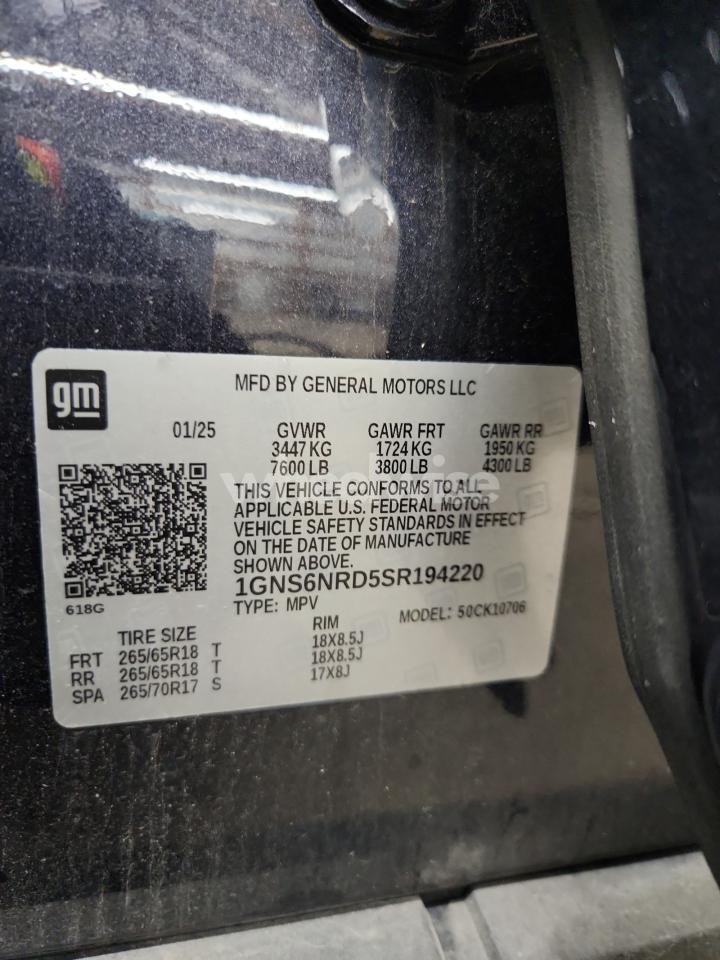 gm
MFD BY GENERAL MOTORS LLC
01/25 GVWR GAWR FRT GAWR RR
3447 KG 1724 KG 1950 KG
7600 LB 3800 LB 4300 LB
THIS VEHICLE CONFORMS TO ALL
APPLICABLE U.S. FEDERAL MOTOR
VEHICLE SAFETY STANDARDS IN EFFECT
ON THE DATE OF MANUFACTURE
SHOWN ABOVE.
1GNS6NRD5SR194220
618G
TYPE: MPV MODEL: 50CK10706
TIRE SIZE RIM
FRT 265/65R18 T 18X8.5J
RR 265/65R18 T 18X8.5J
SPA 265/70R17 S 17X8J